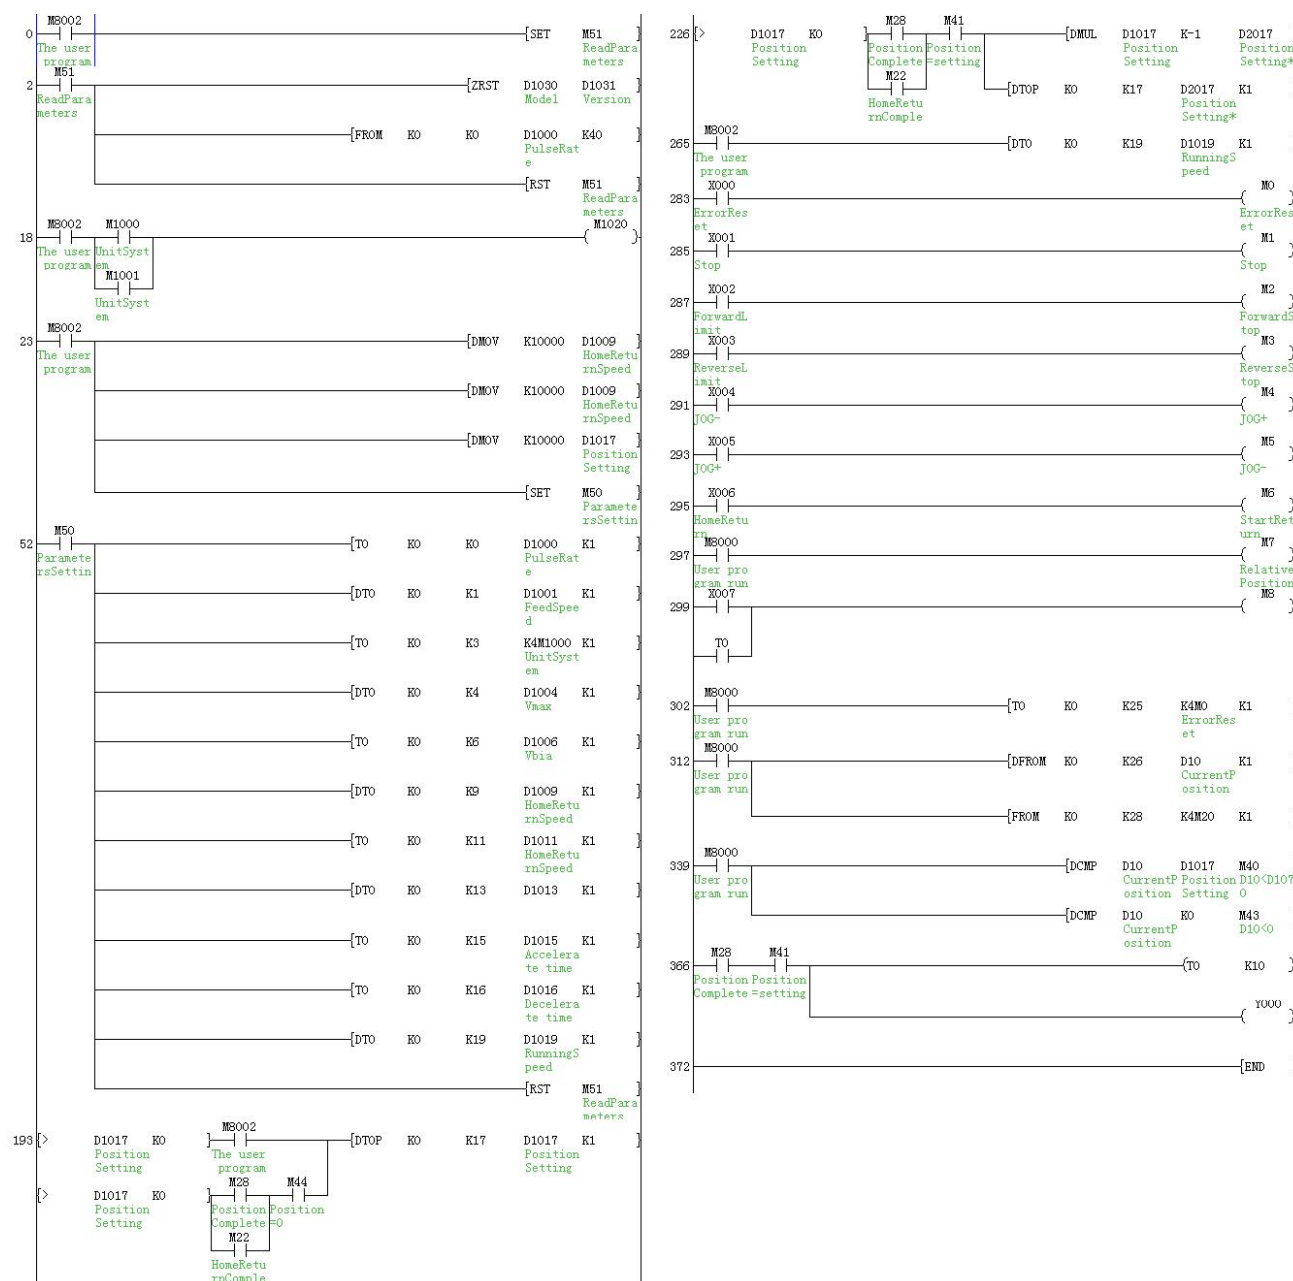 M8002
0 [SET M51 ]
The user program
ReadParameters
M51
2 [ZRST D1030 D1031 ]
ReadParameters
Model Version
[FROM K0 K0 D1000 K40 ]
PulseRate
[RST M51 ]
ReadParameters
M8002 M1000 M1020
18 ( )
The user program UnitSystem
M1001
UnitSystem
M8002
23 [DMOV K10000 D1009 ]
The user program
HomeReturnSpeed
[DMOV K10000 D1009 ]
HomeReturnSpeed
[DMOV K10000 D1017 ]
Position Setting
[SET M50 ]
ParametersSettin
M50
52 [TO K0 K0 D1000 K1 ]
ParametersSettin
PulseRate
[DTO K0 K1 D1001 K1 ]
FeedSpeed
[TO K0 K3 K4M1000 K1 ]
UnitSystem
[DTO K0 K4 D1004 K1 ]
Vmax
[TO K0 K6 D1006 K1 ]
Vbia
[DTO K0 K9 D1009 K1 ]
HomeReturnSpeed
[TO K0 K11 D1011 K1 ]
HomeReturnSpeed
[DTO K0 K13 D1013 K1 ]
[TO K0 K15 D1015 K1 ]
Accelerate time
[TO K0 K16 D1016 K1 ]
Decelerate time
[DTO K0 K19 D1019 K1 ]
RunningSpeed
[RST M51 ]
ReadParameters
M8002
193 [> D1017 K0 ] [DTOP K0 K17 D1017 K1 ]
Position Setting
The user program
Position Setting
M28 M44
[> D1017 K0 ]
Position Setting
Position Complete
Position =0
M22
HomeReturnComple
M28 M41
226 [> D1017 K0 ] [DMUL D1017 K-1 D2017
Position Setting
Position Complete
Position =setting
Position Setting
Position Setting*
M22
[DTOP K0 K17 D2017 K1
HomeReturnComple
Position Setting*
M8002
265 [DTO K0 K19 D1019 K1
The user program
RunningSpeed
X000 M0
283 ( )
ErrorReset ErrorReset
X001 M1
285 ( )
Stop Stop
X002 M2
287 ( )
ForwardLimit ForwardStop
X003 M3
289 ( )
ReverseLimit ReverseStop
X004 M4
291 ( )
JOG- JOG+
X005 M5
293 ( )
JOG+ JOG-
X006 M6
295 ( )
HomeReturn StartReturn
M8000 M7
297 ( )
User program run
Relative Position
X007 M8
299 ( )
T0
M8000
302 [TO K0 K25 K4M0 K1
User program run
ErrorReset
M8000
312 [DFROM K0 K26 D10 K1
User program run
CurrentPosition
[FROM K0 K28 K4M20 K1
M8000
339 [DCMP D10 D1017 M40
User program run
CurrentPosition
Position Setting
D10<D1070
[DCMP D10 K0 M43
CurrentPosition
D10<0
M28 M41
366 (T0 K10 )
Position Complete
Position =setting
Y000
( )
372 [END